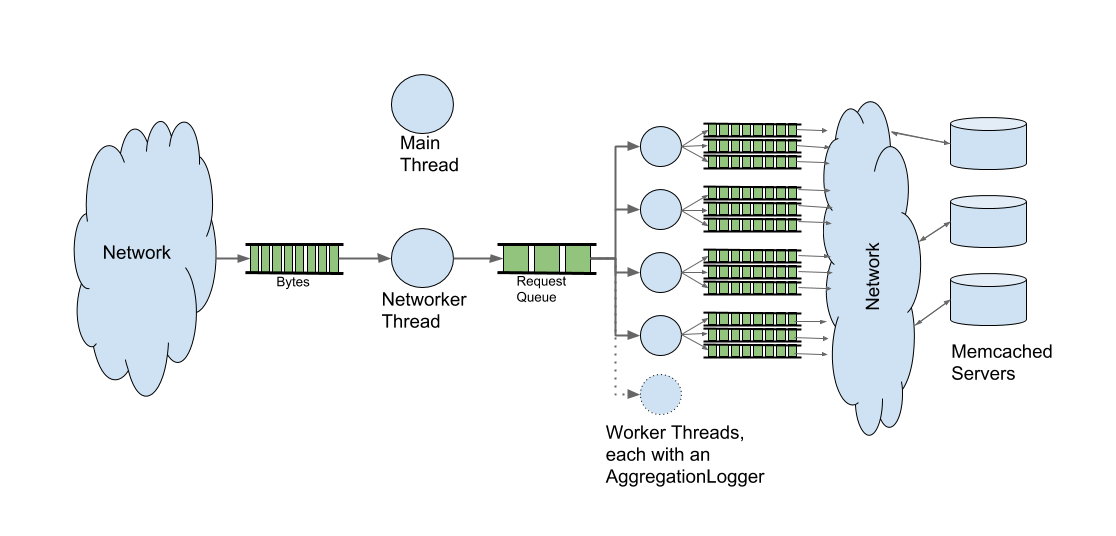 Main
Thread
Network
Bytes
Networker
Thread
Request
Queue
Worker Threads,
each with an
AggregationLogger
Network
Memcached
Servers